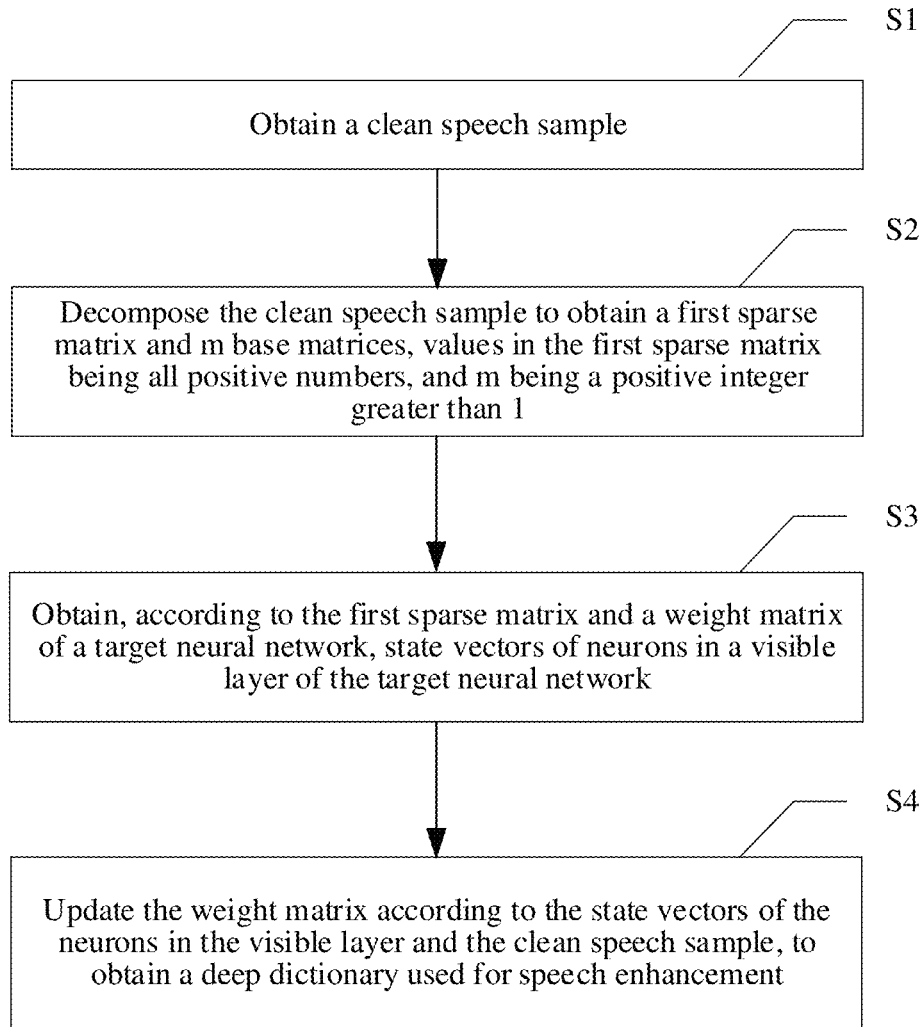 S1
Obtain a clean speech sample
S2
Decompose the clean speech sample to obtain a first sparse
matrix and m base matrices, values in the first sparse matrix
being all positive numbers, and m being a positive integer
greater than 1
S3
Obtain, according to the first sparse matrix and a weight matrix
of a target neural network, state vectors of neurons in a visible
layer of the target neural network
S4
Update the weight matrix according to the state vectors of the
neurons in the visible layer and the clean speech sample, to
obtain a deep dictionary used for speech enhancement